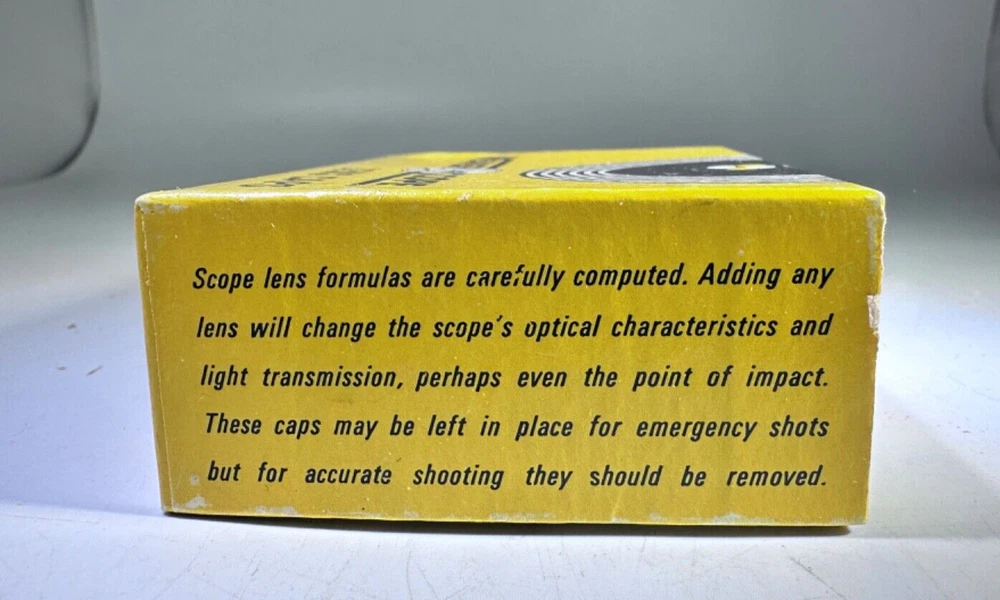 Scope lens formulas are carefully computed. Adding any
lens will change the scope's optical characteristics and
light transmission, perhaps even the point of impact.
These caps may be left in place for emergency shots
but for accurate shooting they should be removed.